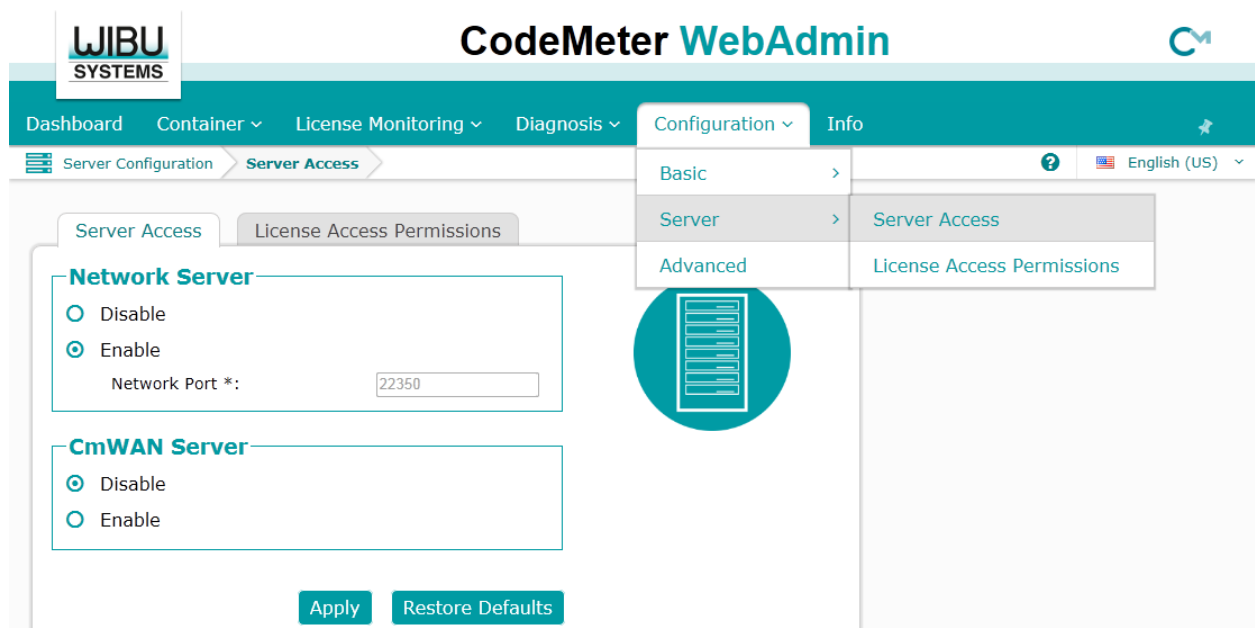 WIBU
SYSTEMS
CodeMeter WebAdmin
CM
Dashboard Container License Monitoring Diagnosis Configuration Info
Server Configuration Server Access
? English (US)
Basic
Server
Advanced
Server Access
License Access Permissions
Server Access License Access Permissions
Network Server
Disable
Enable
Network Port *: 22350
CmWAN Server
Disable
Enable
Apply Restore Defaults